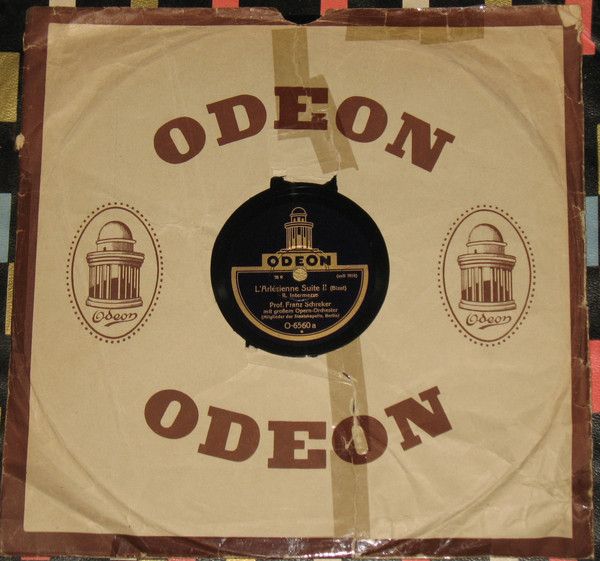 ODEON
Odeon
Odeon
ODEON
L'Arlésienne Suite II (Bizet)
II. Intermezzo
Prof. Franz Schreker
mit großem Opern-Orchester
(Mitglieder der Staatskapelle, Berlin)
O-6560 a
ODEON